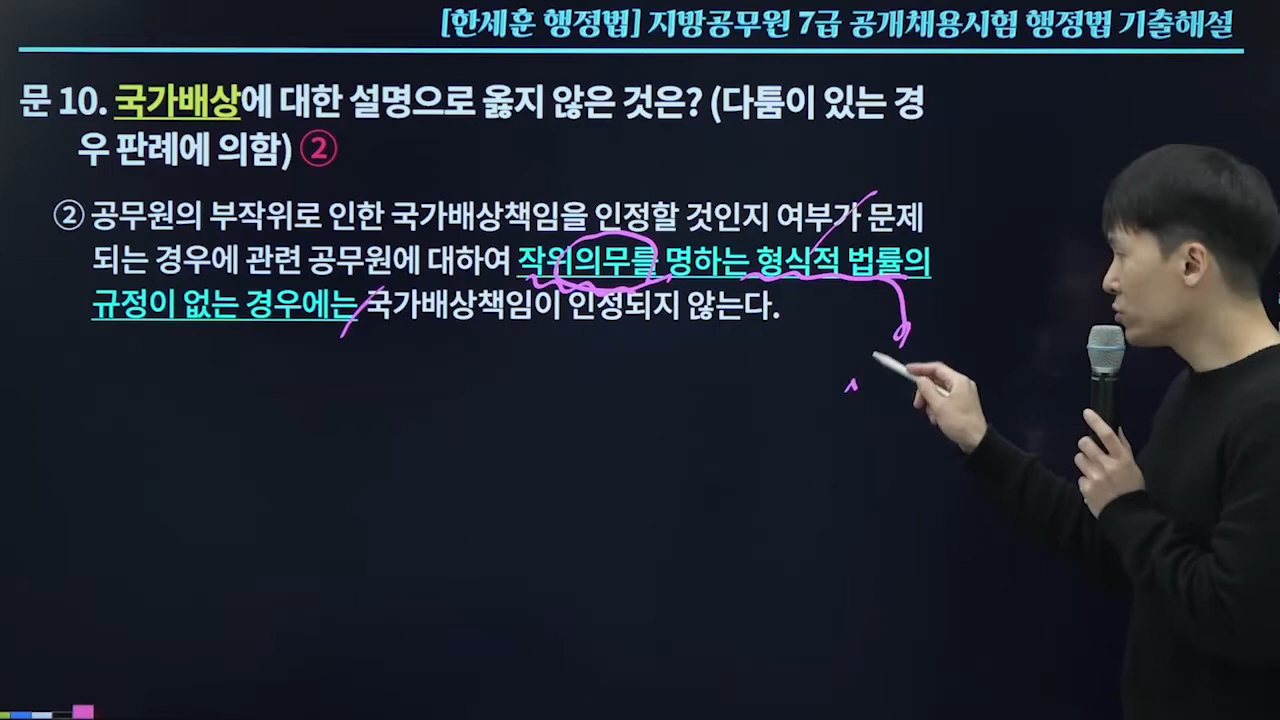 [한세훈 행정법] 지방공무원 7급 공개채용시험 행정법 기출해설
문 10. 국가배상에 대한 설명으로 옳지 않은 것은? (다툼이 있는 경
우 판례에 의함) ②
② 공무원의 부작위로 인한 국가배상책임을 인정할 것인지 여부가 문제
되는 경우에 관련 공무원에 대하여 작위의무를 명하는 형식적 법률의
규정이 없는 경우에는 국가배상책임이 인정되지 않는다.